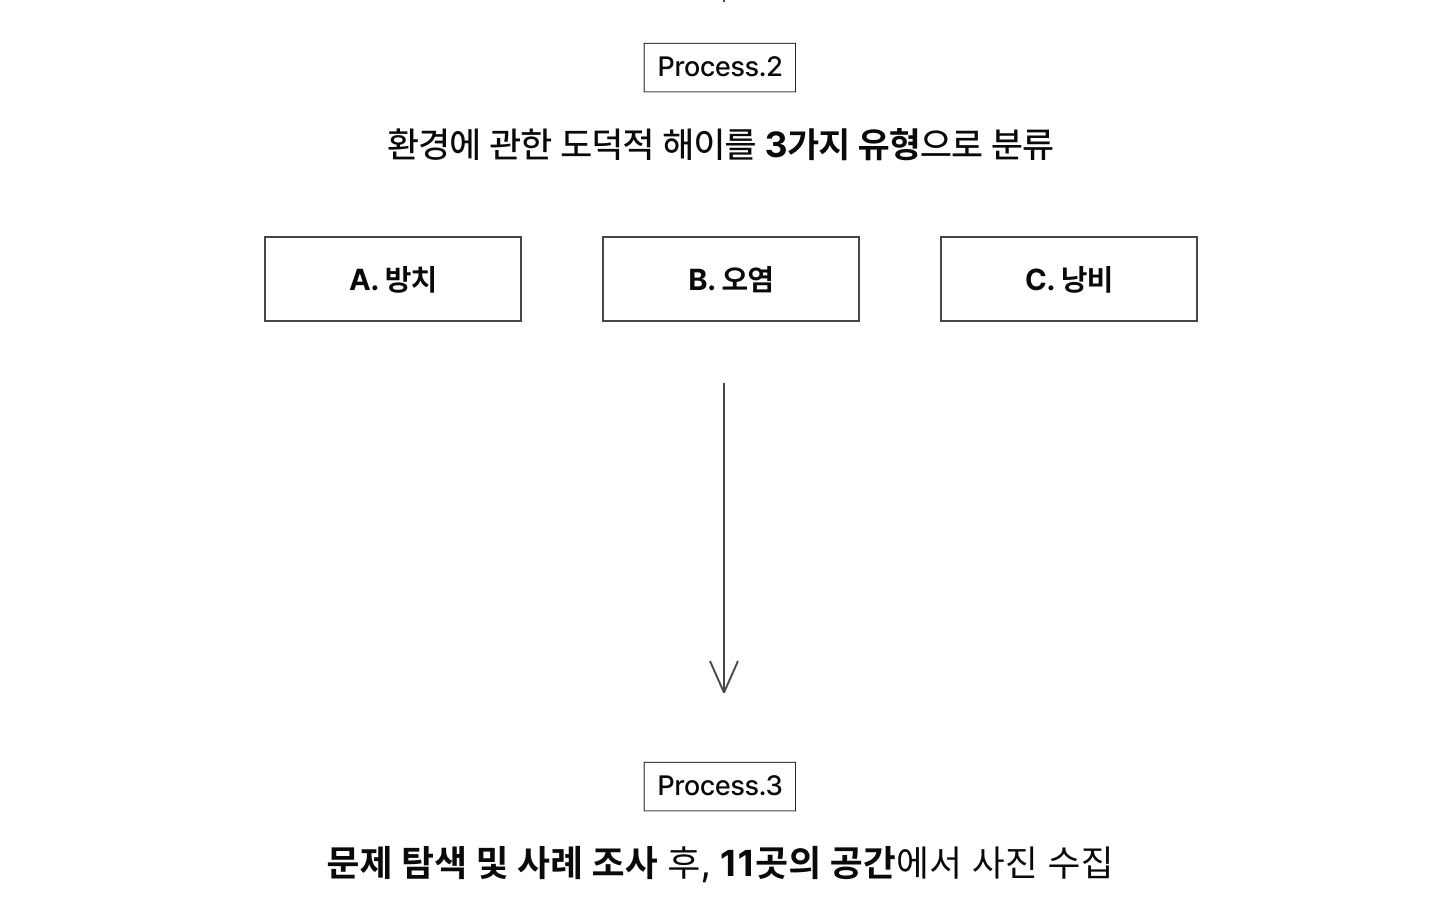 Process.2
환경에 관한 도덕적 해이를 3가지 유형으로 분류
A. 방치
B. 오염
C. 낭비
Process.3
문제 탐색 및 사례 조사 후, 11곳의 공간에서 사진 수집